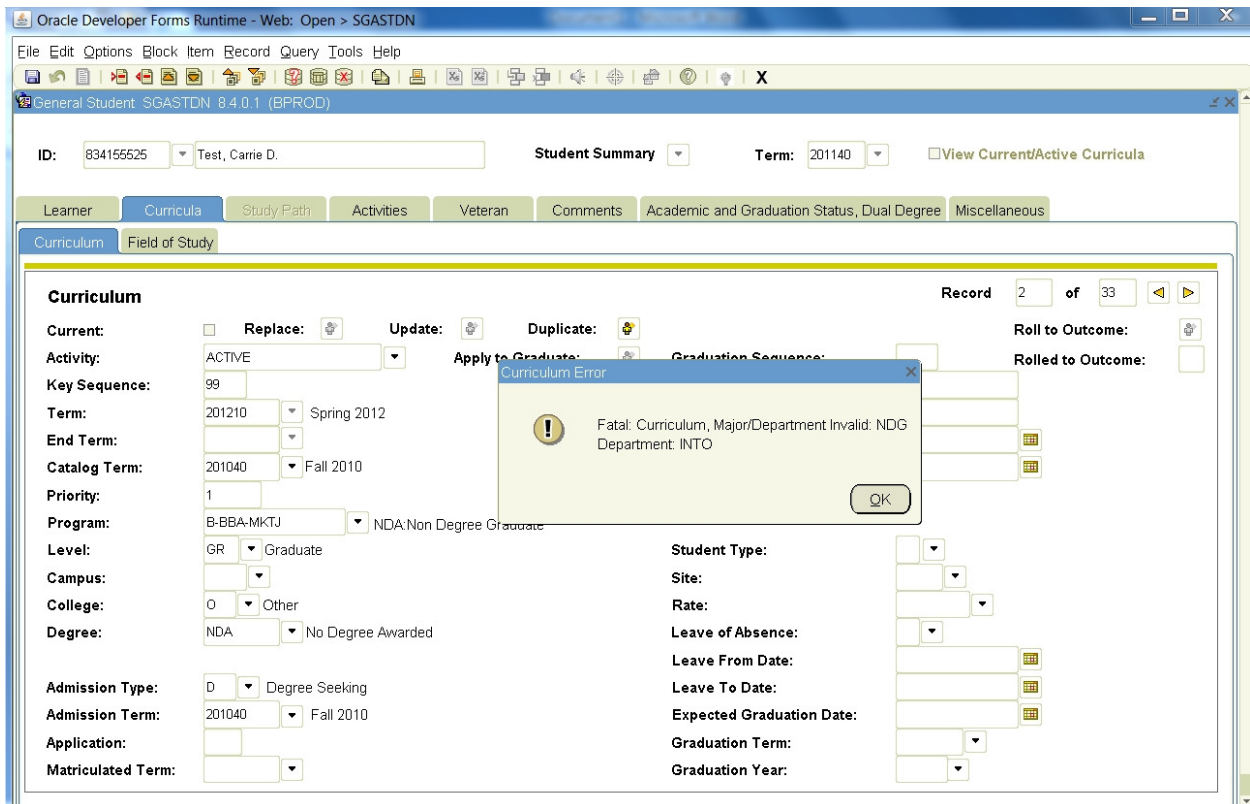 Oracle Developer Forms Runtime - Web: Open > SGASTDN
File Edit Options Block Item Record Query Tools Help
General Student SGASTDN 8.4.0.1 (BPROD)
ID: 834155525 Test, Carrie D. Student Summary Term: 201140 View Current/Active Curricula
Learner Curricula Study Path Activities Veteran Comments Academic and Graduation Status, Dual Degree Miscellaneous
Curriculum Field of Study
Curriculum Record 2 of 33
Current: Replace: Update: Duplicate: Roll to Outcome:
Activity: ACTIVE Apply to Graduate: Graduation Sequence: Rolled to Outcome:
Curriculum Error
Fatal: Curriculum, Major/Department Invalid: NDG
Department: INTO
OK
Key Sequence: 99
Term: 201210 Spring 2012
End Term:
Catalog Term: 201040 Fall 2010
Priority: 1
Program: B-BBA-MKTJ NDA:Non Degree Graduate
Level: GR Graduate Student Type:
Campus: Site:
College: O Other Rate:
Degree: NDA No Degree Awarded Leave of Absence:
Leave From Date:
Admission Type: D Degree Seeking Leave To Date:
Admission Term: 201040 Fall 2010 Expected Graduation Date:
Application: Graduation Term:
Matriculated Term: Graduation Year: